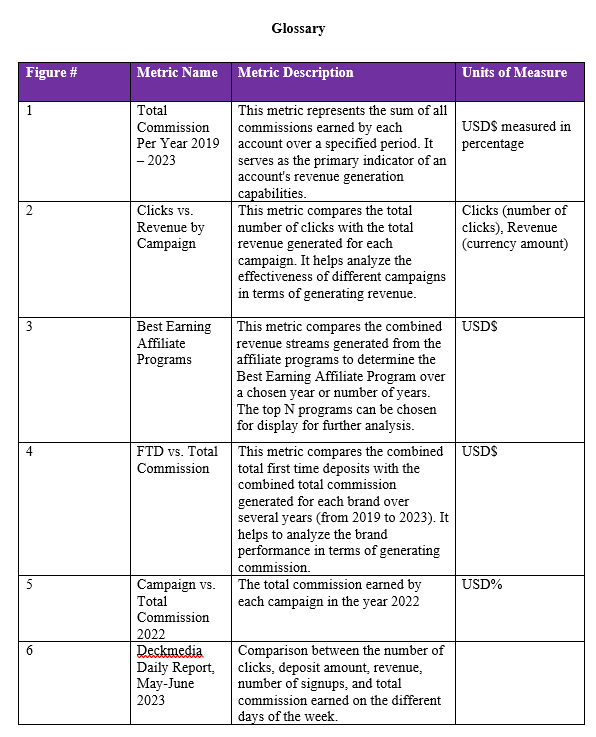 Glossary
Figure #
Metric Name
Metric Description
Units of Measure
1
Total
Commission
Per Year 2019
– 2023
This metric represents the sum of all
commissions earned by each
account over a specified period. It
serves as the primary indicator of an
account's revenue generation
capabilities.
USD$ measured in
percentage
2
Clicks vs.
Revenue by
Campaign
This metric compares the total
number of clicks with the total
revenue generated for each
campaign. It helps analyze the
effectiveness of different campaigns
in terms of generating revenue.
Clicks (number of
clicks), Revenue
(currency amount)
3
Best Earning
Affiliate
Programs
This metric compares the combined
revenue streams generated from the
affiliate programs to determine the
Best Earning Affiliate Program over
a chosen year or number of years.
The top N programs can be chosen
for display for further analysis.
USD$
4
FTD vs. Total
Commission
This metric compares the combined
total first time deposits with the
combined total commission
generated for each brand over
several years (from 2019 to 2023). It
helps to analyze the brand
performance in terms of generating
commission.
USD$
5
Campaign vs.
Total
Commission
2022
The total commission earned by
each campaign in the year 2022
USD%
6
Deckmedia
Daily Report,
May-June
2023
Comparison between the number of
clicks, deposit amount, revenue,
number of signups, and total
commission earned on the different
days of the week.